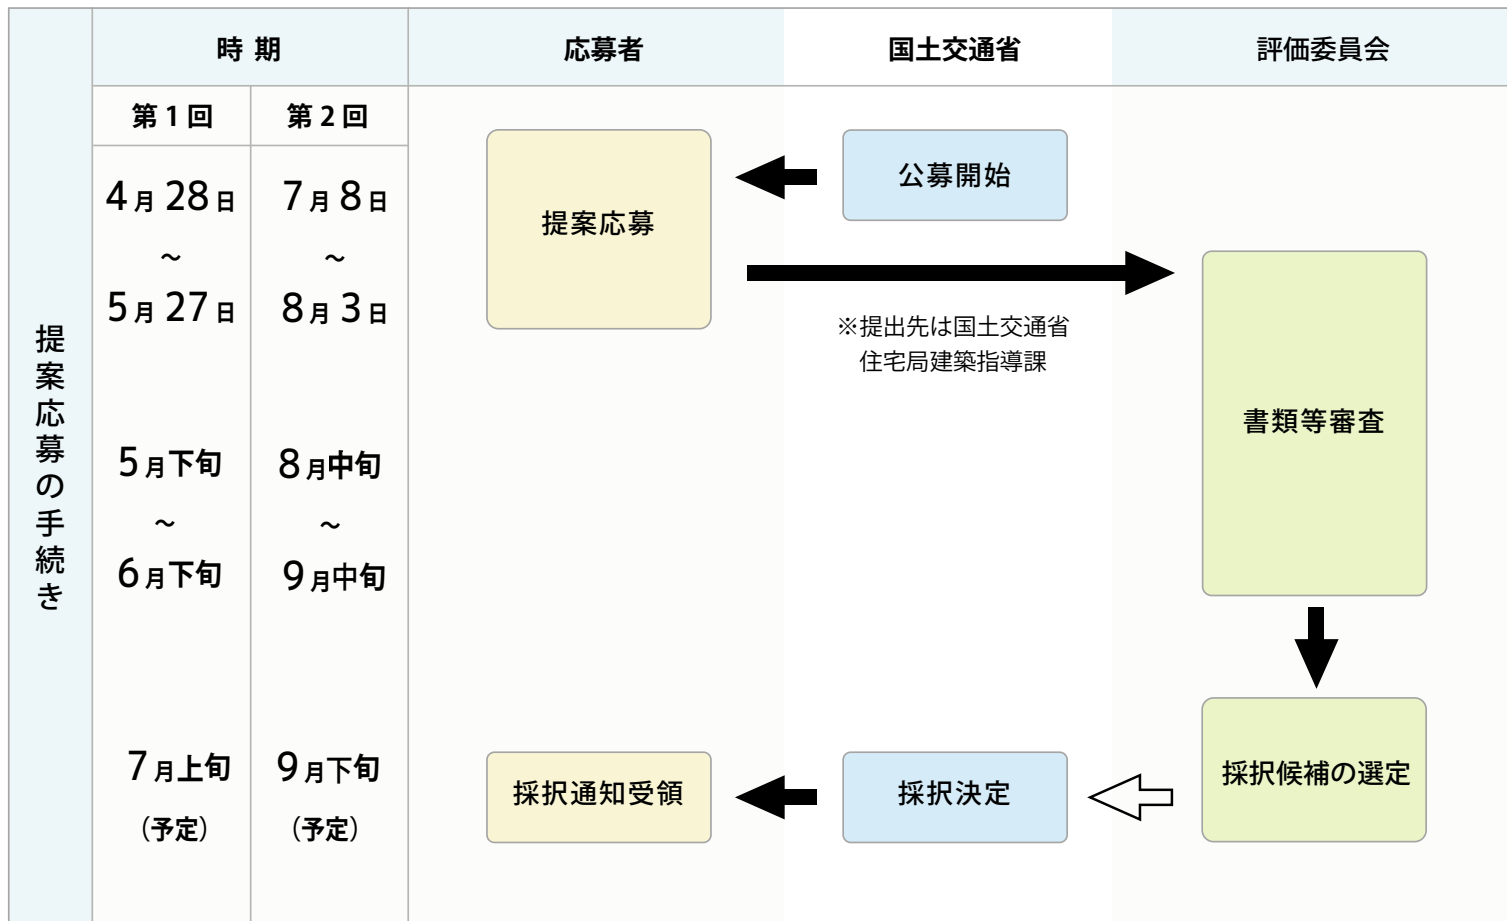 提案応募の手続き
時 期
応募者
国土交通省
評価委員会
第 1 回
第 2 回
4月 28日
～
5月 27日
7月 8日
～
8月 3日
公募開始
提案応募
※提出先は国土交通省
住宅局建築指導課
書類等審査
5月下旬
～
6月下旬
8月中旬
～
9月中旬
7月上旬
（予定）
9月下旬
（予定）
採択通知受領
採択決定
採択候補の選定